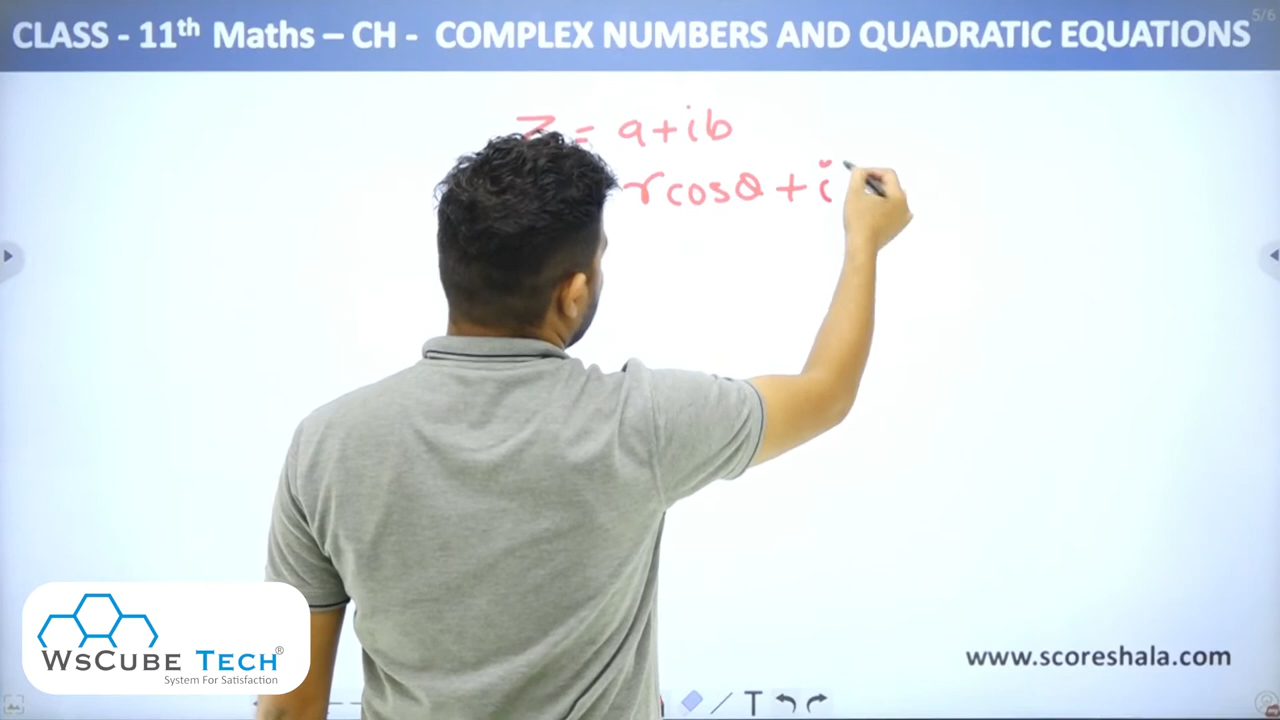 5/6
CLASS - 11th Maths – CH - COMPLEX NUMBERS AND QUADRATIC EQUATIONS
Z = a+ib
rcosθ + i
WsCube Tech®
System For Satisfaction
www.scoreshala.com
T